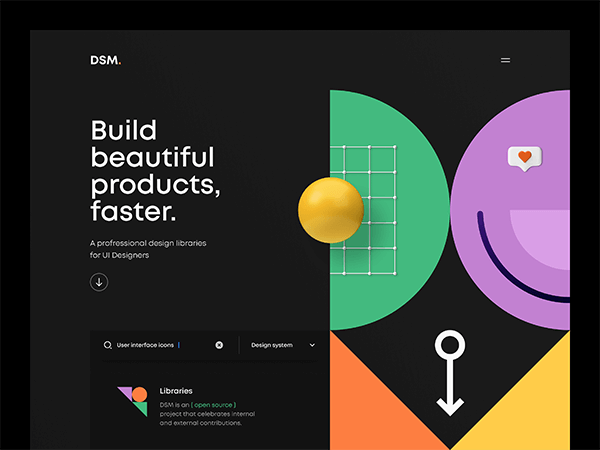 DSM.
Build
beautiful
products,
faster.
A proffessional design libraries
for UI Designers
User interface icons
Design system
Libraries
DSM is an { open source }
project that celebrates internal
and external contributions.